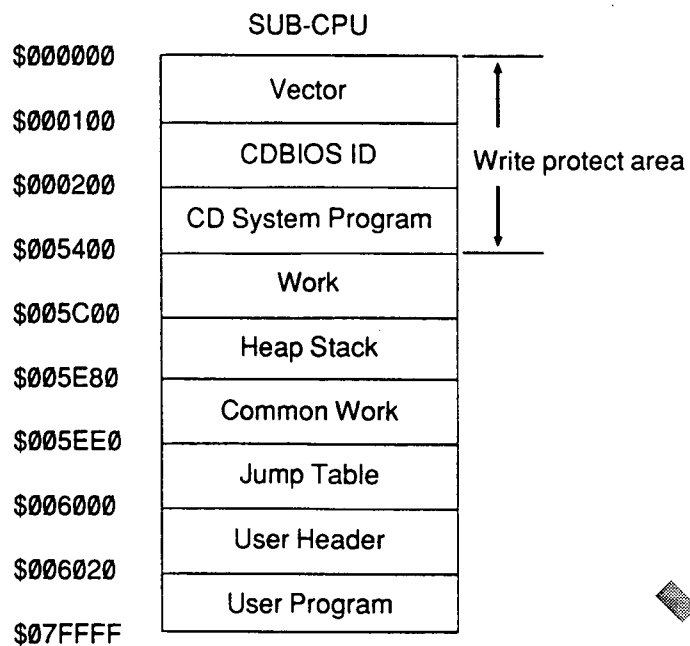 SUB-CPU
$000000
Vector
$000100
CDBIOS ID
Write protect area
$000200
CD System Program
$005400
Work
$005C00
Heap Stack
$005E80
Common Work
$005EE0
Jump Table
$006000
User Header
$006020
User Program
$07FFFF